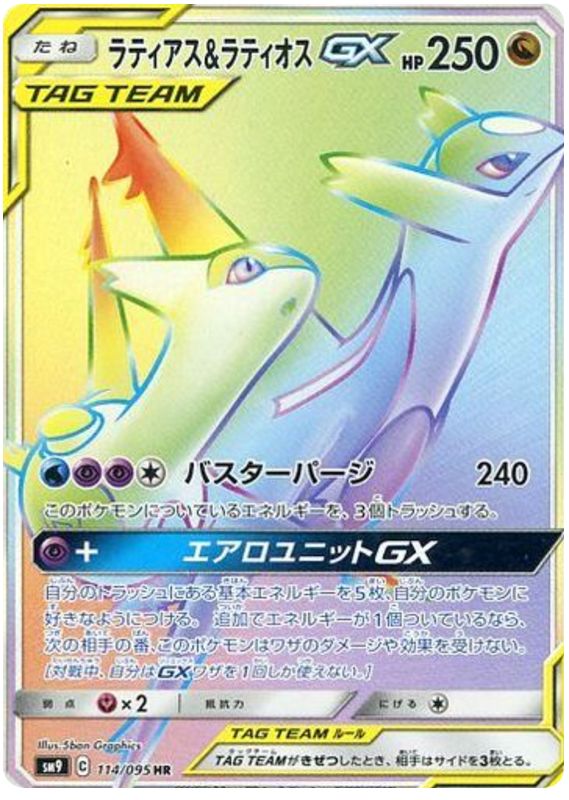 たね ラティアス&ラティオスGX HP250
TAG TEAM
バスターパージ 240
このポケモンについているエネルギーを、3個トラッシュする。
+ エアロユニットGX
自分のトラッシュにある基本エネルギーを5枚、自分のポケモンに
好きなようにつける。追加でエネルギーが1個ついているなら、
次の相手の番、このポケモンはワザのダメージや効果を受けない。
[対戦中、自分はGXワザを1回しか使えない。]
弱点 ×2 抵抗力 にげる
TAG TEAM ルール
TAG TEAMがきぜつしたとき、相手はサイドを3枚とる。
Illus. 5ban Graphics
SM9 C 114/095 HR